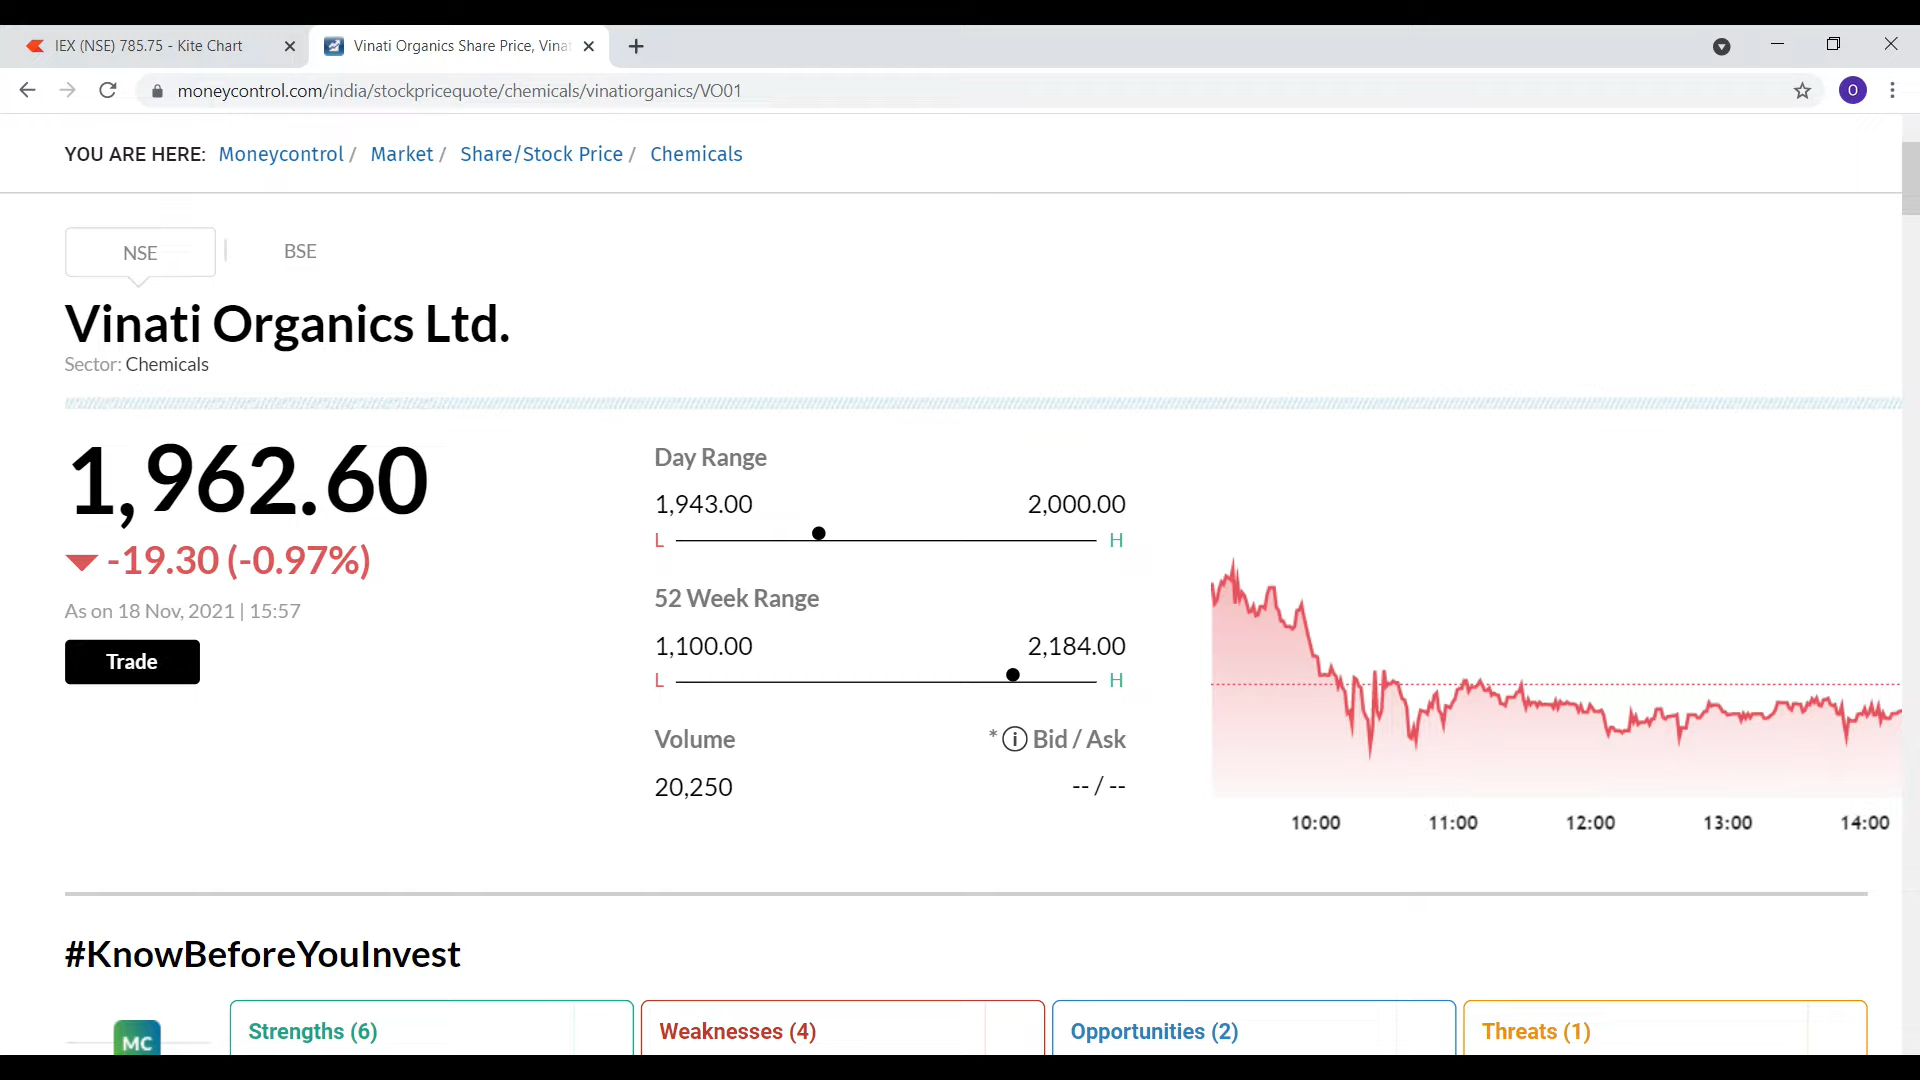 IEX (NSE) 785.75 - Kite Chart
Vinati Organics Share Price, Vina
moneycontrol.com/india/stockpricequote/chemicals/vinatiorganics/VO01
O
YOU ARE HERE: Moneycontrol / Market / Share/Stock Price / Chemicals
NSE | BSE
Vinati Organics Ltd.
Sector: Chemicals
1,962.60
-19.30 (-0.97%)
As on 18 Nov, 2021 | 15:57
Trade
Day Range
1,943.00 2,000.00
L H
52 Week Range
1,100.00 2,184.00
L H
Volume * i Bid / Ask
20,250 -- / --
10:00 11:00 12:00 13:00 14:00
#KnowBeforeYouInvest
MC
Strengths (6)
Weaknesses (4)
Opportunities (2)
Threats (1)